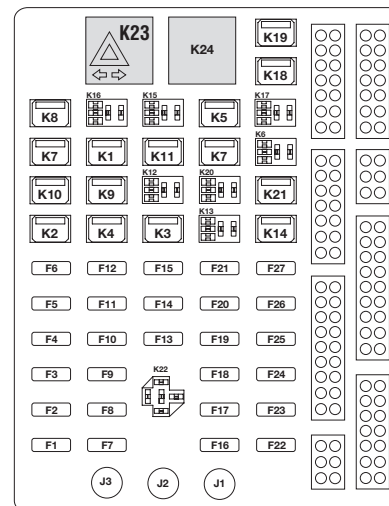 K23
K24
K19
K18
K16
K15
K17
K8
K5
K6
K7
K1
K11
K7
K12
K20
K10
K9
K21
K13
K2
K4
K3
K14
F6 F12 F15 F21 F27
F5 F11 F14 F20 F26
F4 F10 F13 F19 F25
K22
F3 F9 F18 F24
F2 F8 F17 F23
F1 F7 F16 F22
J3 J2 J1